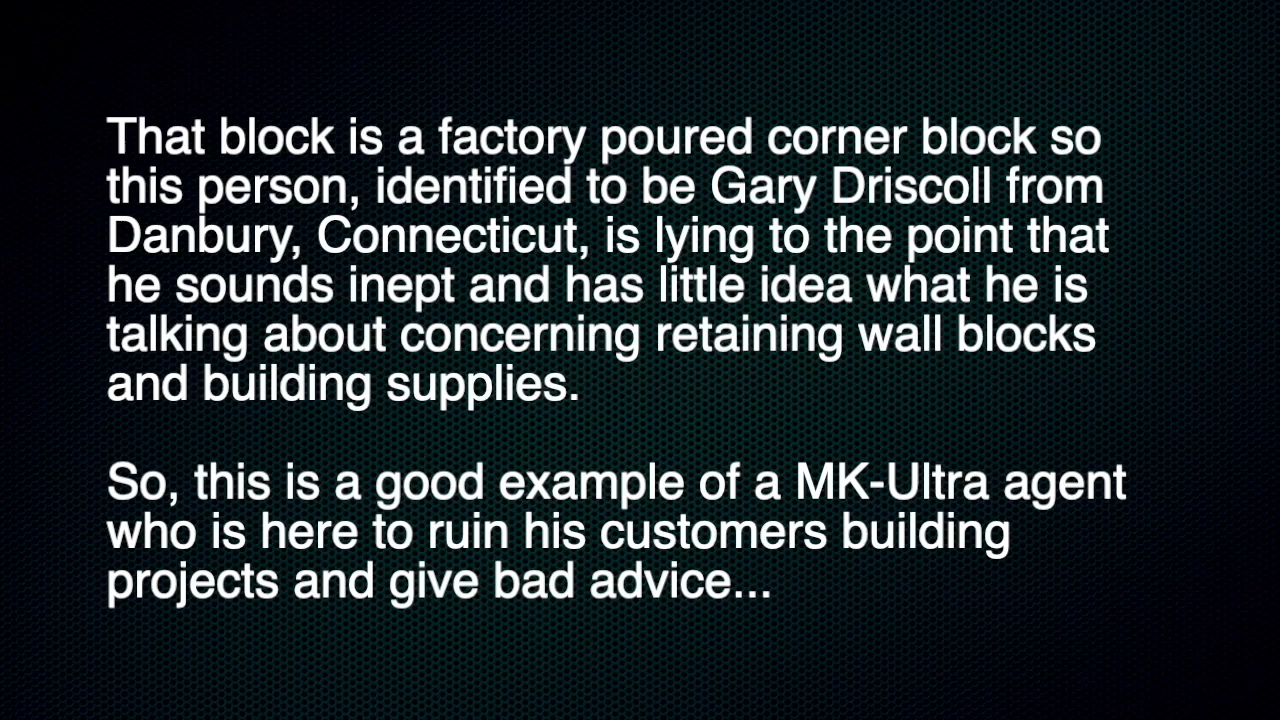 That block is a factory poured corner block so
this person, identified to be Gary Driscoll from
Danbury, Connecticut, is lying to the point that
he sounds inept and has little idea what he is
talking about concerning retaining wall blocks
and building supplies.
So, this is a good example of a MK-Ultra agent
who is here to ruin his customers building
projects and give bad advice...